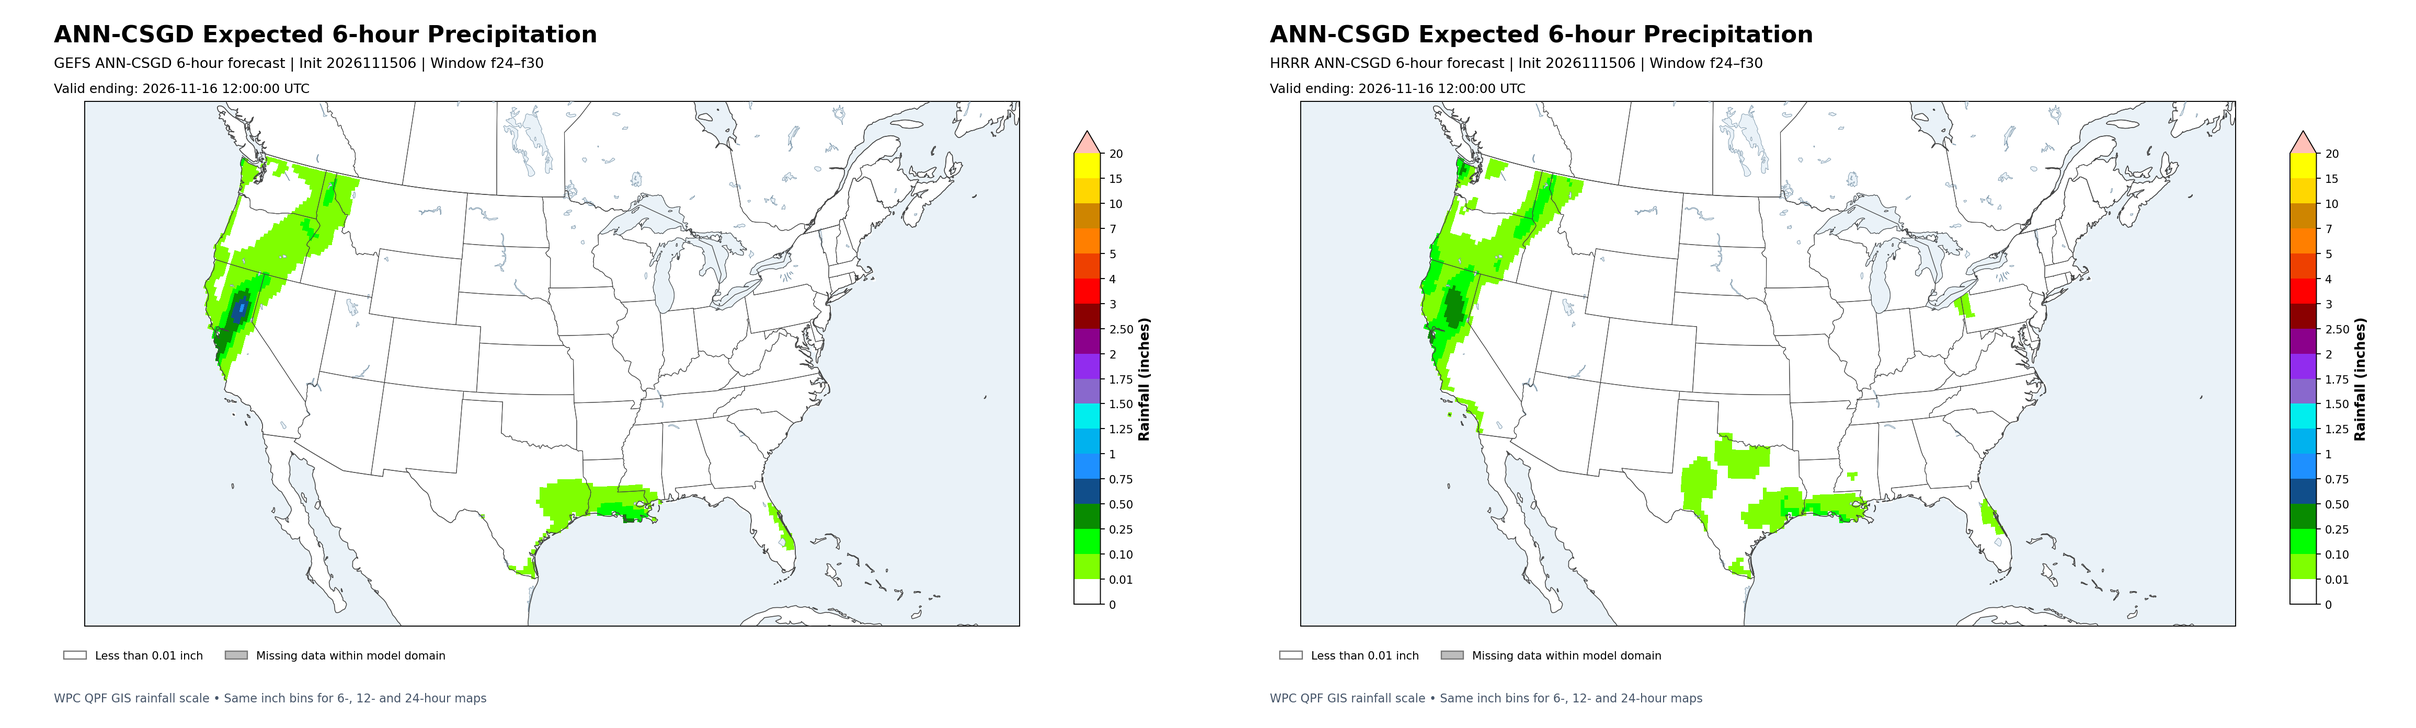 ANN-CSGD Expected 6-hour Precipitation
GEFS ANN-CSGD 6-hour forecast | Init 2026111506 | Window f24–f30
Valid ending: 2026-11-16 12:00:00 UTC
20
15
10
7
5
4
3
2.50
2
1.75
1.50
1.25
1
0.75
0.50
0.25
0.10
0.01
0
Rainfall (inches)
Less than 0.01 inch
Missing data within model domain
WPC QPF GIS rainfall scale • Same inch bins for 6-, 12- and 24-hour maps
ANN-CSGD Expected 6-hour Precipitation
HRRR ANN-CSGD 6-hour forecast | Init 2026111506 | Window f24–f30
Valid ending: 2026-11-16 12:00:00 UTC
20
15
10
7
5
4
3
2.50
2
1.75
1.50
1.25
1
0.75
0.50
0.25
0.10
0.01
0
Rainfall (inches)
Less than 0.01 inch
Missing data within model domain
WPC QPF GIS rainfall scale • Same inch bins for 6-, 12- and 24-hour maps